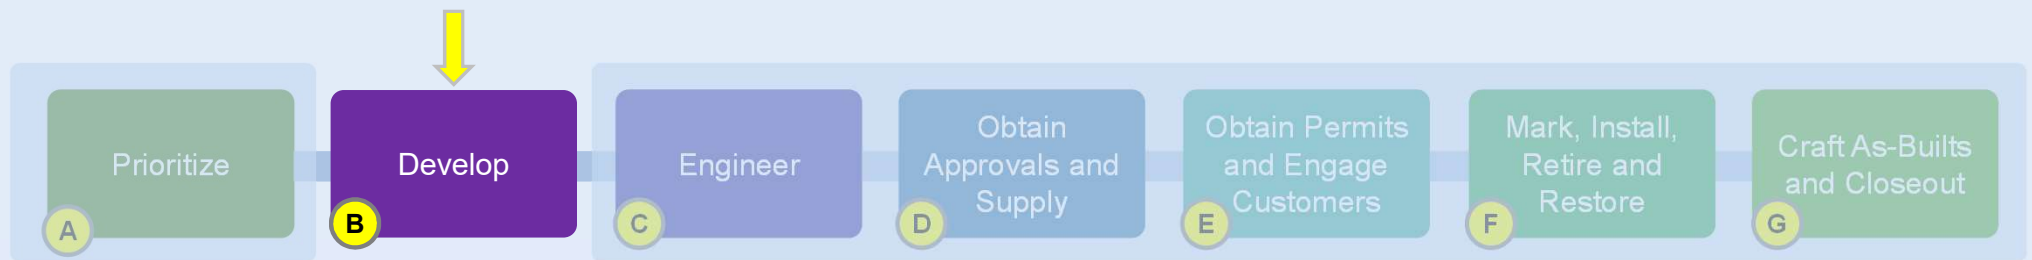 Prioritize
A
Develop
B
Engineer
C
Obtain
Approvals and
Supply
D
Obtain Permits
and Engage
Customers
E
Mark, Install,
Retire and
Restore
F
Craft As-Builts
and Closeout
G